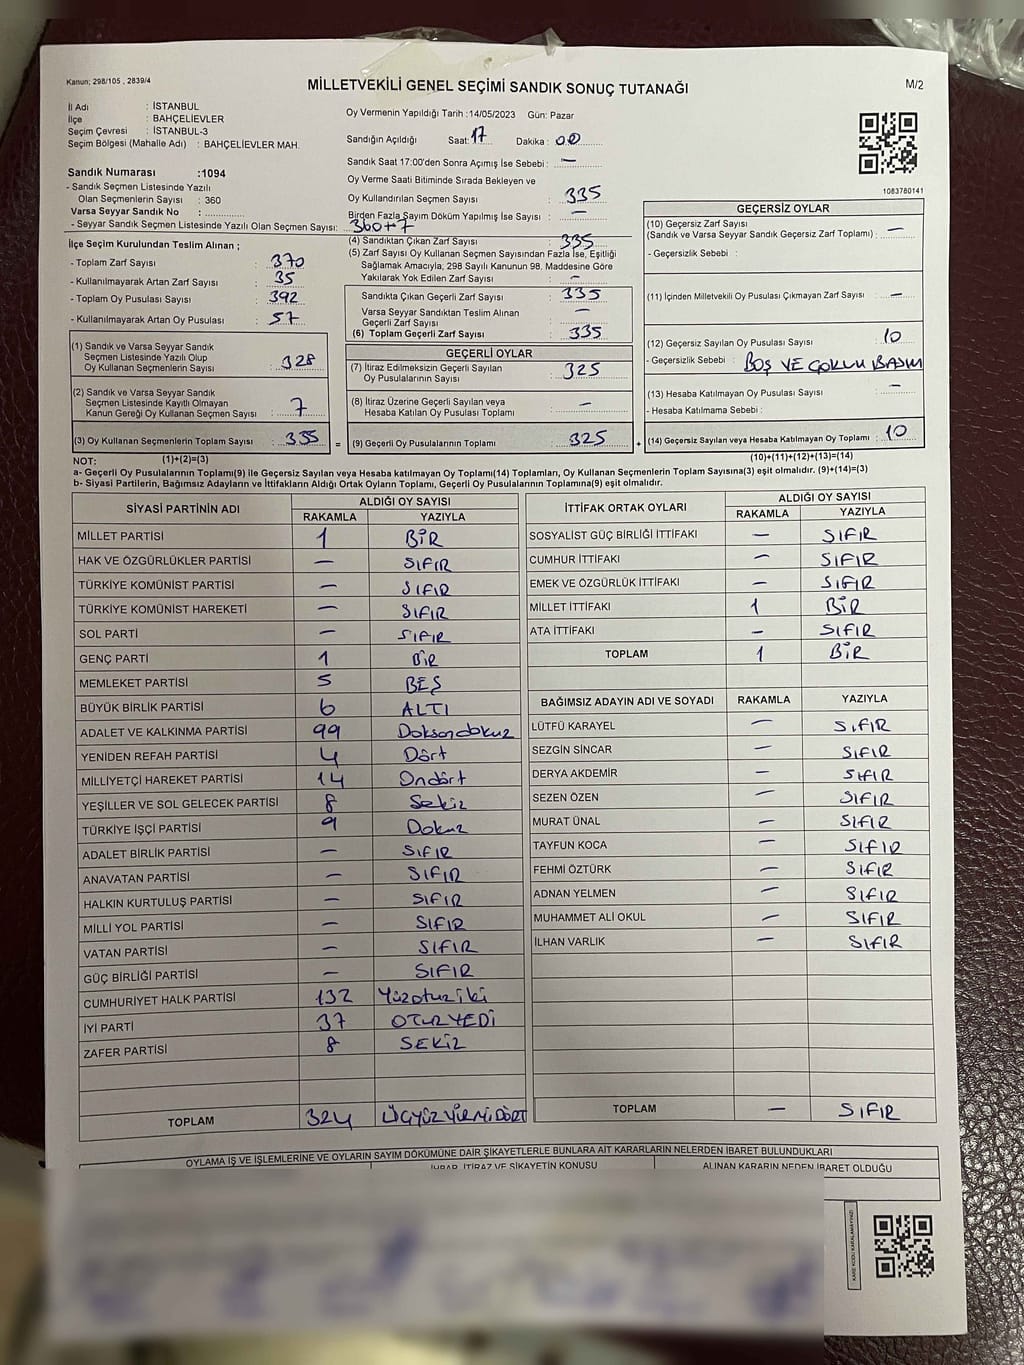 Kanun; 298/105 , 2839/4
MİLLETVEKİLİ GENEL SEÇİMİ SANDIK SONUÇ TUTANAĞI
M/2
İl Adı : İSTANBUL
İlçe : BAHÇELİEVLER
Seçim Çevresi : İSTANBUL-3
Seçim Bölgesi (Mahalle Adı) : BAHÇELİEVLER MAH.
Sandık Numarası :1094
- Sandık Seçmen Listesinde Yazılı
Olan Seçmenlerin Sayısı : 360
Varsa Seyyar Sandık No :
- Seyyar Sandık Seçmen Listesinde Yazılı Olan Seçmen Sayısı: 360+7
Oy Vermenin Yapıldığı Tarih :14/05/2023 Gün: Pazar
Sandığın Açıldığı Saat: 17 Dakika : 00
Sandık Saat 17:00'den Sonra Açımış İse Sebebi : —
Oy Verme Saati Bitiminde Sırada Bekleyen ve
Oy Kullandırılan Seçmen Sayısı : 335
Birden Fazla Sayım Döküm Yapılmış İse Sayısı : —
1083760141
İlçe Seçim Kurulundan Teslim Alınan ;
- Toplam Zarf Sayısı : 370
- Kullanılmayarak Artan Zarf Sayısı : 35
- Toplam Oy Pusulası Sayısı : 392
- Kullanılmayarak Artan Oy Pusulası : 57
(1) Sandık ve Varsa Seyyar Sandık
Seçmen Listesinde Yazılı Olup
Oy Kullanan Seçmenlerin Sayısı : 328
(2) Sandık ve Varsa Seyyar Sandık
Seçmen Listesinde Kayıtlı Olmayan
Kanun Gereği Oy Kullanan Seçmen Sayısı : 7
(3) Oy Kullanan Seçmenlerin Toplam Sayısı : 335 =
(4) Sandıktan Çıkan Zarf Sayısı : 335
(5) Zarf Sayısı Oy Kullanan Seçmen Sayısından Fazla İse, Eşitliği
Sağlamak Amacıyla; 298 Sayılı Kanunun 98. Maddesine Göre
Yakılarak Yok Edilen Zarf Sayısı : —
Sandıkta Çıkan Geçerli Zarf Sayısı : 335
Varsa Seyyar Sandıktan Teslim Alınan
Geçerli Zarf Sayısı : —
(6) Toplam Geçerli Zarf Sayısı : 335
GEÇERLİ OYLAR
(7) İtiraz Edilmeksizin Geçerli Sayılan
Oy Pusulalarının Sayısı : 325
(8) İtiraz Üzerine Geçerli Sayılan veya
Hesaba Katılan Oy Pusulası Toplamı : —
(9) Geçerli Oy Pusulalarının Toplamı : 325 +
GEÇERSİZ OYLAR
(10) Geçersiz Zarf Sayısı
(Sandık ve Varsa Seyyar Sandık Geçersiz Zarf Toplamı) : —
- Geçersizlik Sebebi :
(11) İçinden Milletvekili Oy Pusulası Çıkmayan Zarf Sayısı : —
(12) Geçersiz Sayılan Oy Pusulası Sayısı : 10
- Geçersizlik Sebebi : BOŞ VE ÇOKLU BASIM
(13) Hesaba Katılmayan Oy Pusulası Sayısı : —
- Hesaba Katılmama Sebebi :
(14) Geçersiz Sayılan veya Hesaba Katılmayan Oy Toplamı : 10
NOT: (1)+(2)=(3)
(10)+(11)+(12)+(13)=(14)
a- Geçerli Oy Pusulalarının Toplamı(9) ile Geçersiz Sayılan veya Hesaba katılmayan Oy Toplamı(14) Toplamları, Oy Kullanan Seçmenlerin Toplam Sayısına(3) eşit olmalıdır. (9)+(14)=(3)
b- Siyasi Partilerin, Bağımsız Adayların ve İttifakların Aldığı Ortak Oyların Toplamı, Geçerli Oy Pusulalarının Toplamına(9) eşit olmalıdır.
SİYASİ PARTİNİN ADI ALDIĞI OY SAYISI
RAKAMLA YAZIYLA
MİLLET PARTİSİ 1 BİR
HAK VE ÖZGÜRLÜKLER PARTİSİ — SIFIR
TÜRKİYE KOMÜNİST PARTİSİ — SIFIR
TÜRKİYE KOMÜNİST HAREKETİ — SIFIR
SOL PARTİ — SIFIR
GENÇ PARTİ 1 BİR
MEMLEKET PARTİSİ 5 BEŞ
BÜYÜK BİRLİK PARTİSİ 6 ALTI
ADALET VE KALKINMA PARTİSİ 99 Doksandokuz
YENİDEN REFAH PARTİSİ 4 Dört
MİLLİYETÇİ HAREKET PARTİSİ 14 Ondört
YEŞİLLER VE SOL GELECEK PARTİSİ 8 Sekiz
TÜRKİYE İŞÇİ PARTİSİ 9 Dokuz
ADALET BİRLİK PARTİSİ — SIFIR
ANAVATAN PARTİSİ — SIFIR
HALKIN KURTULUŞ PARTİSİ — SIFIR
MİLLİ YOL PARTİSİ — SIFIR
VATAN PARTİSİ — SIFIR
GÜÇ BİRLİĞİ PARTİSİ — SIFIR
CUMHURİYET HALK PARTİSİ 132 Yüzotuziki
İYİ PARTİ 37 OTUZYEDİ
ZAFER PARTİSİ 8 SEKİZ
TOPLAM 324 ÜÇYÜZYİRMİDÖRT
İTTİFAK ORTAK OYLARI ALDIĞI OY SAYISI
RAKAMLA YAZIYLA
SOSYALİST GÜÇ BİRLİĞİ İTTİFAKI — SIFIR
CUMHUR İTTİFAKI — SIFIR
EMEK VE ÖZGÜRLÜK İTTİFAKI — SIFIR
MİLLET İTTİFAKI 1 BİR
ATA İTTİFAKI — SIFIR
TOPLAM 1 BİR
BAĞIMSIZ ADAYIN ADI VE SOYADI RAKAMLA YAZIYLA
LÜTFÜ KARAYEL — SIFIR
SEZGİN SİNCAR — SIFIR
DERYA AKDEMİR — SIFIR
SEZEN ÖZEN — SIFIR
MURAT ÜNAL — SIFIR
TAYFUN KOCA — SIFIR
FEHMİ ÖZTÜRK — SIFIR
ADNAN YELMEN — SIFIR
MUHAMMET ALİ OKUL — SIFIR
İLHAN VARLIK — SIFIR
TOPLAM — SIFIR
OYLAMA İŞ VE İŞLEMLERİNE VE OYLARIN SAYIM DÖKÜMÜNE DAİR ŞİKAYETLERLE BUNLARA AİT KARARLARIN NELERDEN İBARET BULUNDUKLARI
İHBAR, İTİRAZ VE ŞİKAYETİN KONUSU ALINAN KARARIN NEDEN İBARET OLDUĞU
KARE KODU KARALAMAYINIZ!